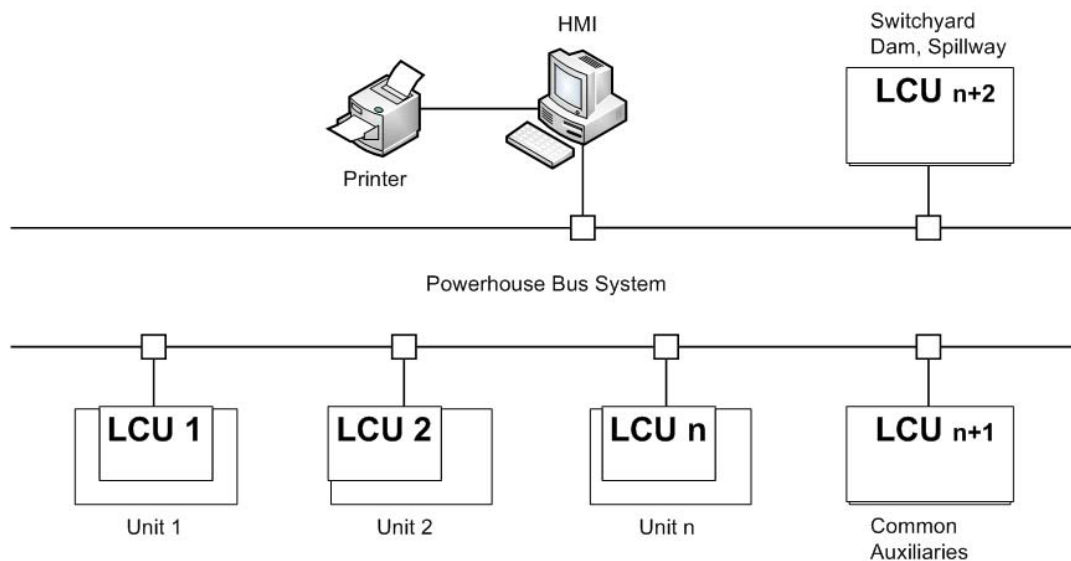 HMI
Switchyard
Dam, Spillway
LCU n+2
Printer
Powerhouse Bus System
LCU 1
LCU 2
LCU n
LCU n+1
Unit 1
Unit 2
Unit n
Common
Auxiliaries